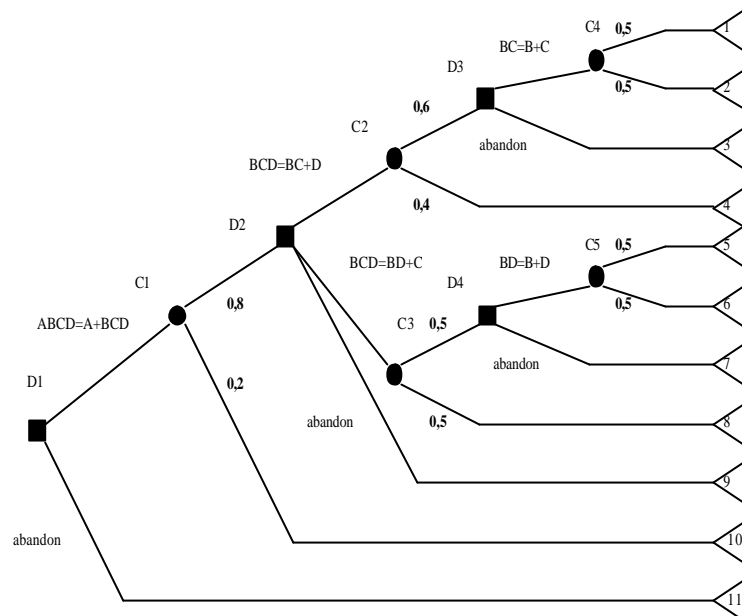 C4 0,5 1
BC=B+C
D3 0,5 2
0,6
C2 abandon 3
BCD=BC+D
0,4 4
D2
C5 0,5 5
BCD=BD+C BD=B+D
C1 D4
0,8 0,5 6
ABCD=A+BCD C3 0,5
abandon 7
D1 0,2
abandon 0,5 8
9
abandon 10
11